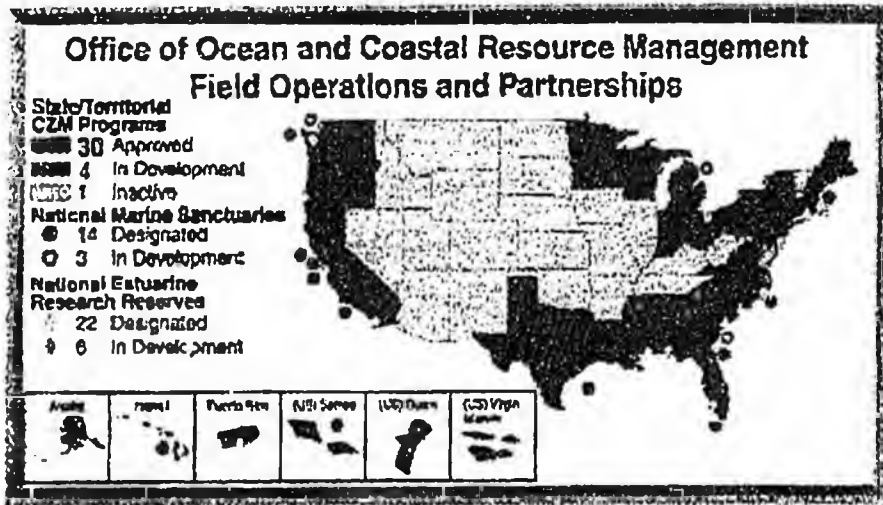 Office of Ocean and Coastal Resource Management
Field Operations and Partnerships
State/Territorial
CZM Programs
30 Approved
4 In Development
1 Inactive
National Marine Sanctuaries
14 Designated
3 In Development
National Estuarine
Research Reserved
22 Designated
6 In Development
Alaska
Hawaii
Puerto Rico
(US) Samoa
(US) Guam
(US) Virgin
Islands